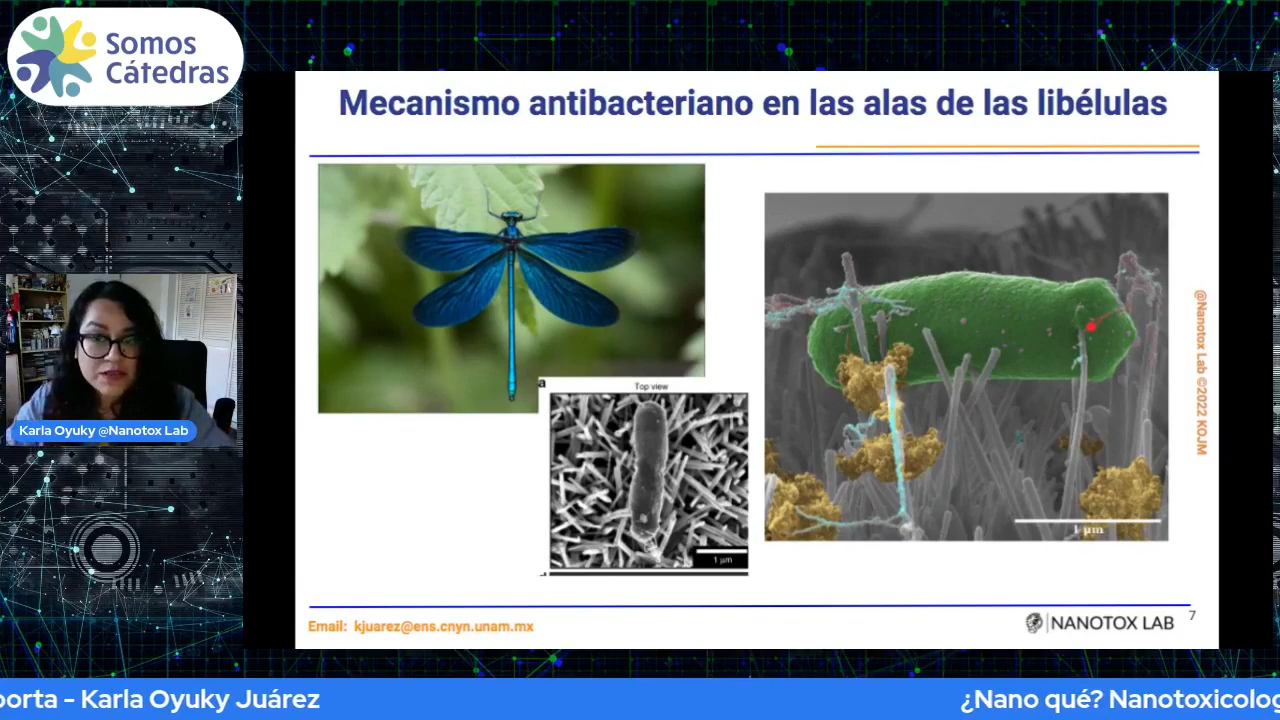 Somos
Cátedras
Mecanismo antibacteriano en las alas de las libélulas
a
Top view
1 μm
1 μm
@Nanotox Lab ©2022 KOJM
Karla Oyuky @Nanotox Lab
Email: kjuarez@ens.cnyn.unam.mx
NANOTOX LAB
7
porta - Karla Oyuky Juárez
¿Nano qué? Nanotoxicolog